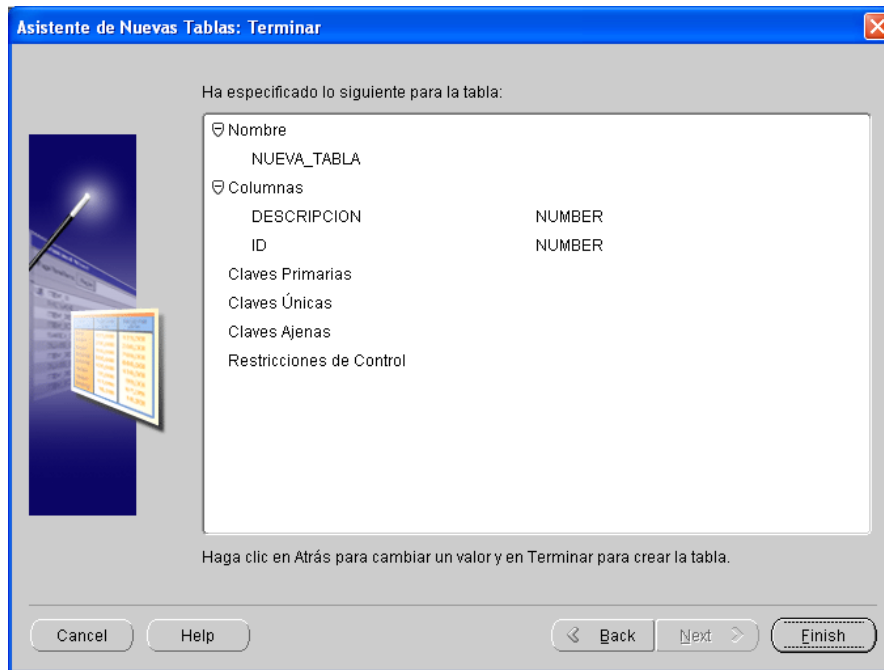 Asistente de Nuevas Tablas: Terminar
Ha especificado lo siguiente para la tabla:
Nombre
NUEVA_TABLA
Columnas
DESCRIPCION NUMBER
ID NUMBER
Claves Primarias
Claves Únicas
Claves Ajenas
Restricciones de Control
Haga clic en Atrás para cambiar un valor y en Terminar para crear la tabla.
Cancel Help Back Next Finish